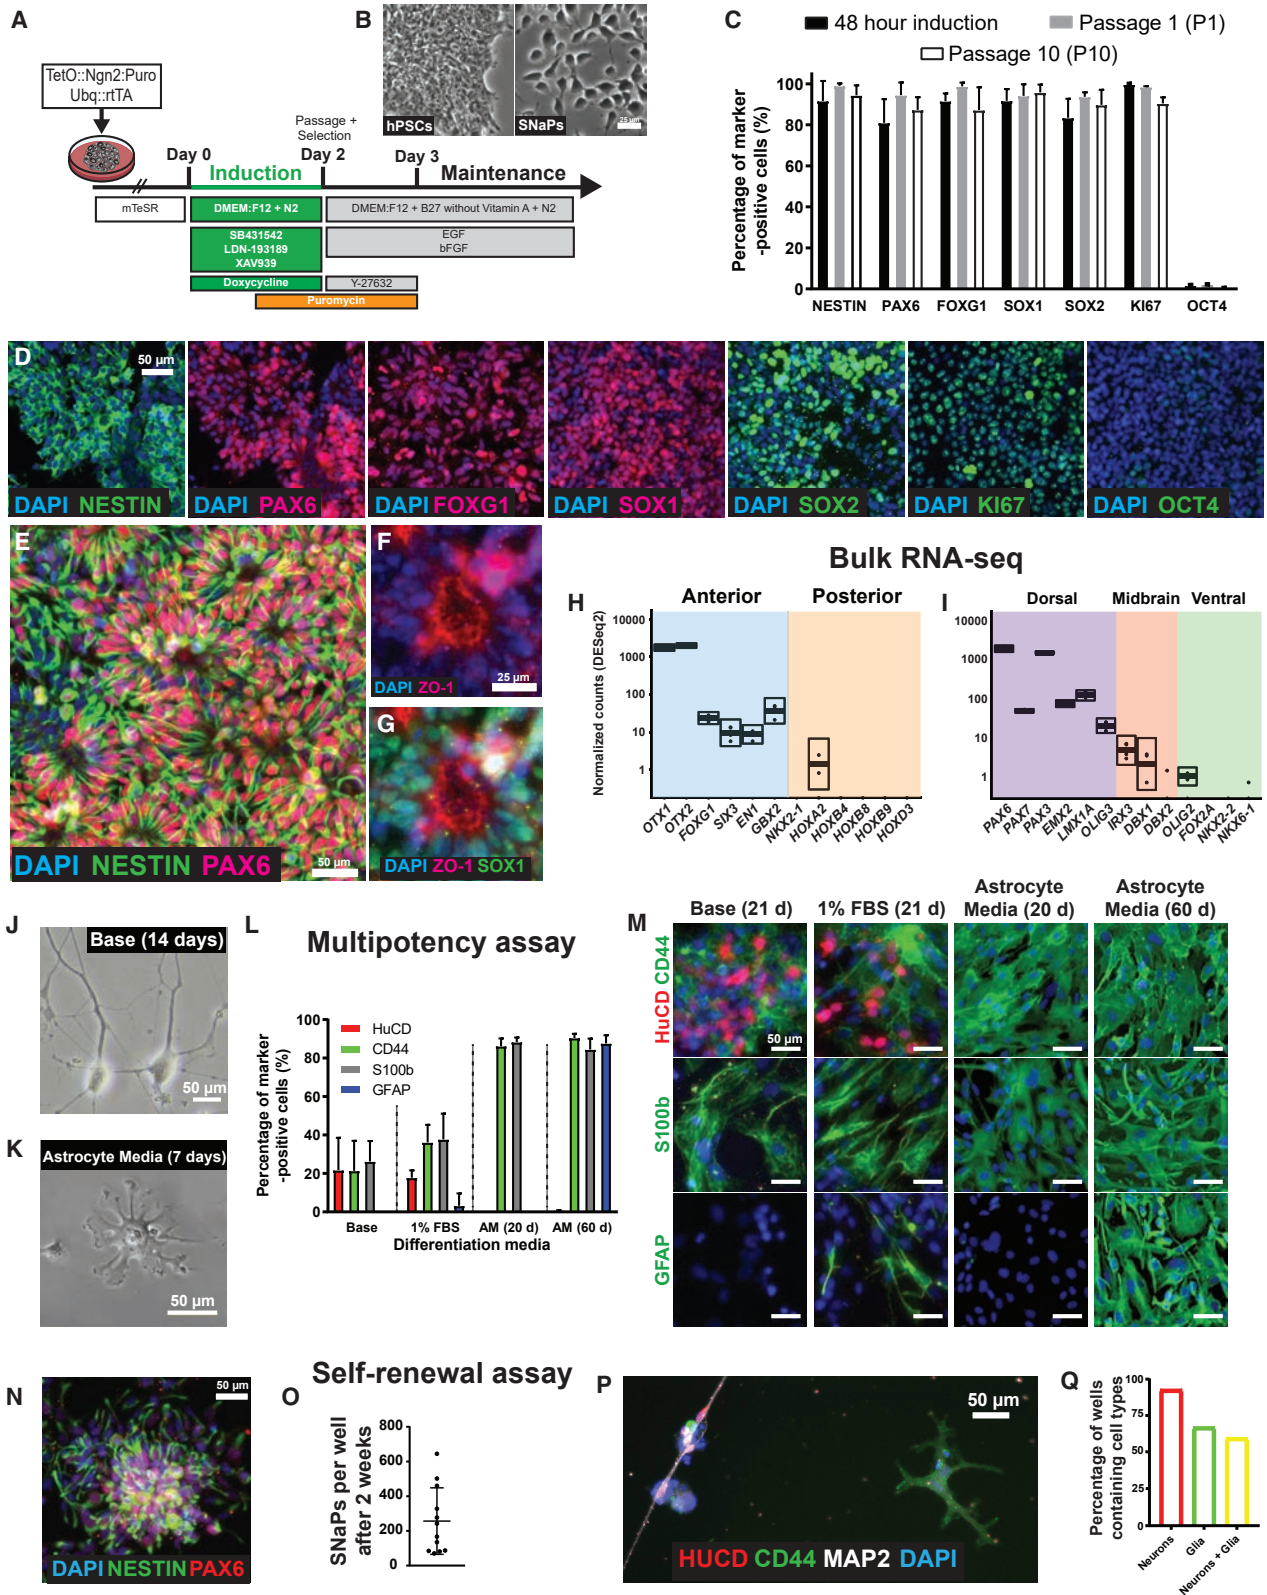 A
TetO::Ngn2:Puro
Ubq::rtTA
Passage +
Selection
Day 0
Day 2
Day 3
Induction
Maintenance
mTeSR
DMEM:F12 + N2
DMEM:F12 + B27 without Vitamin A + N2
SB431542
LDN-193189
XAV939
EGF
bFGF
Doxycycline
Y-27632
Puromycin
B
hPSCs
SNaPs
25 µm
C
48 hour induction
Passage 1 (P1)
Passage 10 (P10)
Percentage of marker
-positive cells (%)
100
80
60
40
20
0
NESTIN PAX6 FOXG1 SOX1 SOX2 KI67 OCT4
D
50 µm
DAPI NESTIN
DAPI PAX6
DAPI FOXG1
DAPI SOX1
DAPI SOX2
DAPI KI67
DAPI OCT4
E
DAPI NESTIN PAX6
50 µm
F
DAPI ZO-1
25 µm
G
DAPI ZO-1 SOX1
Bulk RNA-seq
H
Anterior
Posterior
Normalized counts (DESeq2)
10000
1000
100
10
1
OTX1 OTX2 FOXG1 SIX3 EN1 GBX2 NKX2-1 HOXA2 HOXB4 HOXB8 HOXB9 HOXD3
I
Dorsal
Midbrain
Ventral
10000
1000
100
10
1
PAX6 PAX7 PAX3 EMX2 LMX1A OLIG3 IRX3 DBX1 DBX2 OLIG2 FOX2A NKX2-2 NKX6-1
J
Base (14 days)
50 µm
K
Astrocyte Media (7 days)
50 µm
L
Multipotency assay
Percentage of marker
-positive cells (%)
100
80
60
40
20
0
HuCD
CD44
S100b
GFAP
Base 1% FBS AM (20 d) AM (60 d)
Differentiation media
M
Base (21 d)
1% FBS (21 d)
Astrocyte
Media (20 d)
Astrocyte
Media (60 d)
HuCD CD44
50 µm
S100b
GFAP
N
50 µm
DAPI NESTIN PAX6
Self-renewal assay
O
SNaPs per well
after 2 weeks
800
600
400
200
0
P
50 µm
HUCD CD44 MAP2 DAPI
Q
Percentage of wells
containing cell types
100
75
50
25
0
Neurons
Glia
Neurons + Glia